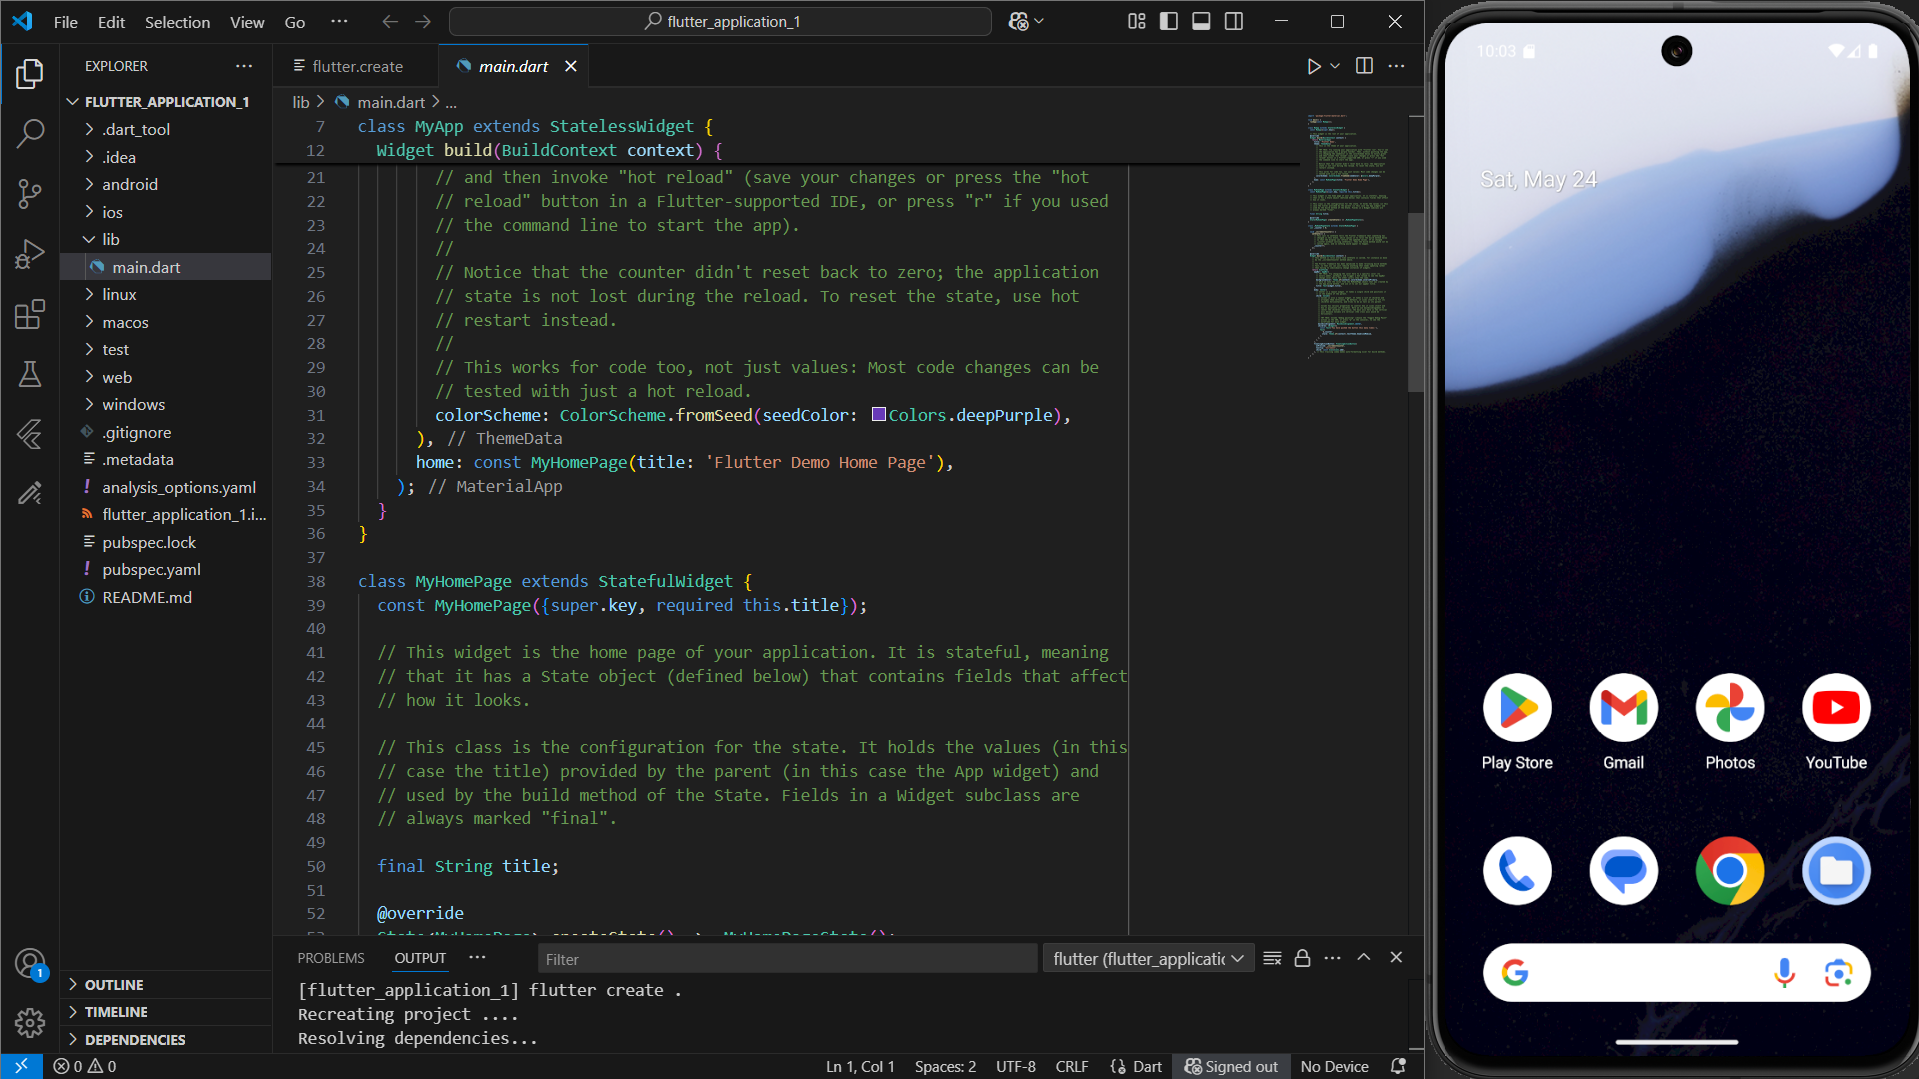 File Edit Selection View Go ··· flutter_application_1
EXPLORER ···
FLUTTER_APPLICATION_1
.dart_tool
.idea
android
ios
lib
main.dart
linux
macos
test
web
windows
.gitignore
.metadata
! analysis_options.yaml
flutter_application_1.i...
pubspec.lock
! pubspec.yaml
README.md
OUTLINE
TIMELINE
DEPENDENCIES
1
flutter.create main.dart
lib > main.dart > ...
7 class MyApp extends StatelessWidget {
12 Widget build(BuildContext context) {
21 // and then invoke "hot reload" (save your changes or press the "hot
22 // reload" button in a Flutter-supported IDE, or press "r" if you used
23 // the command line to start the app).
24 //
25 // Notice that the counter didn't reset back to zero; the application
26 // state is not lost during the reload. To reset the state, use hot
27 // restart instead.
28 //
29 // This works for code too, not just values: Most code changes can be
30 // tested with just a hot reload.
31 colorScheme: ColorScheme.fromSeed(seedColor: Colors.deepPurple),
32 ), // ThemeData
33 home: const MyHomePage(title: 'Flutter Demo Home Page'),
34 ); // MaterialApp
35 }
36 }
37
38 class MyHomePage extends StatefulWidget {
39 const MyHomePage({super.key, required this.title});
40
41 // This widget is the home page of your application. It is stateful, meaning
42 // that it has a State object (defined below) that contains fields that affect
43 // how it looks.
44
45 // This class is the configuration for the state. It holds the values (in this
46 // case the title) provided by the parent (in this case the App widget) and
47 // used by the build method of the State. Fields in a Widget subclass are
48 // always marked "final".
49
50 final String title;
51
52 @override
PROBLEMS OUTPUT ··· Filter flutter (flutter_applicatic
[flutter_application_1] flutter create .
Recreating project ....
Resolving dependencies...
0 0 Ln 1, Col 1 Spaces: 2 UTF-8 CRLF {} Dart Signed out No Device
10:03
Sat, May 24
Play Store Gmail Photos YouTube